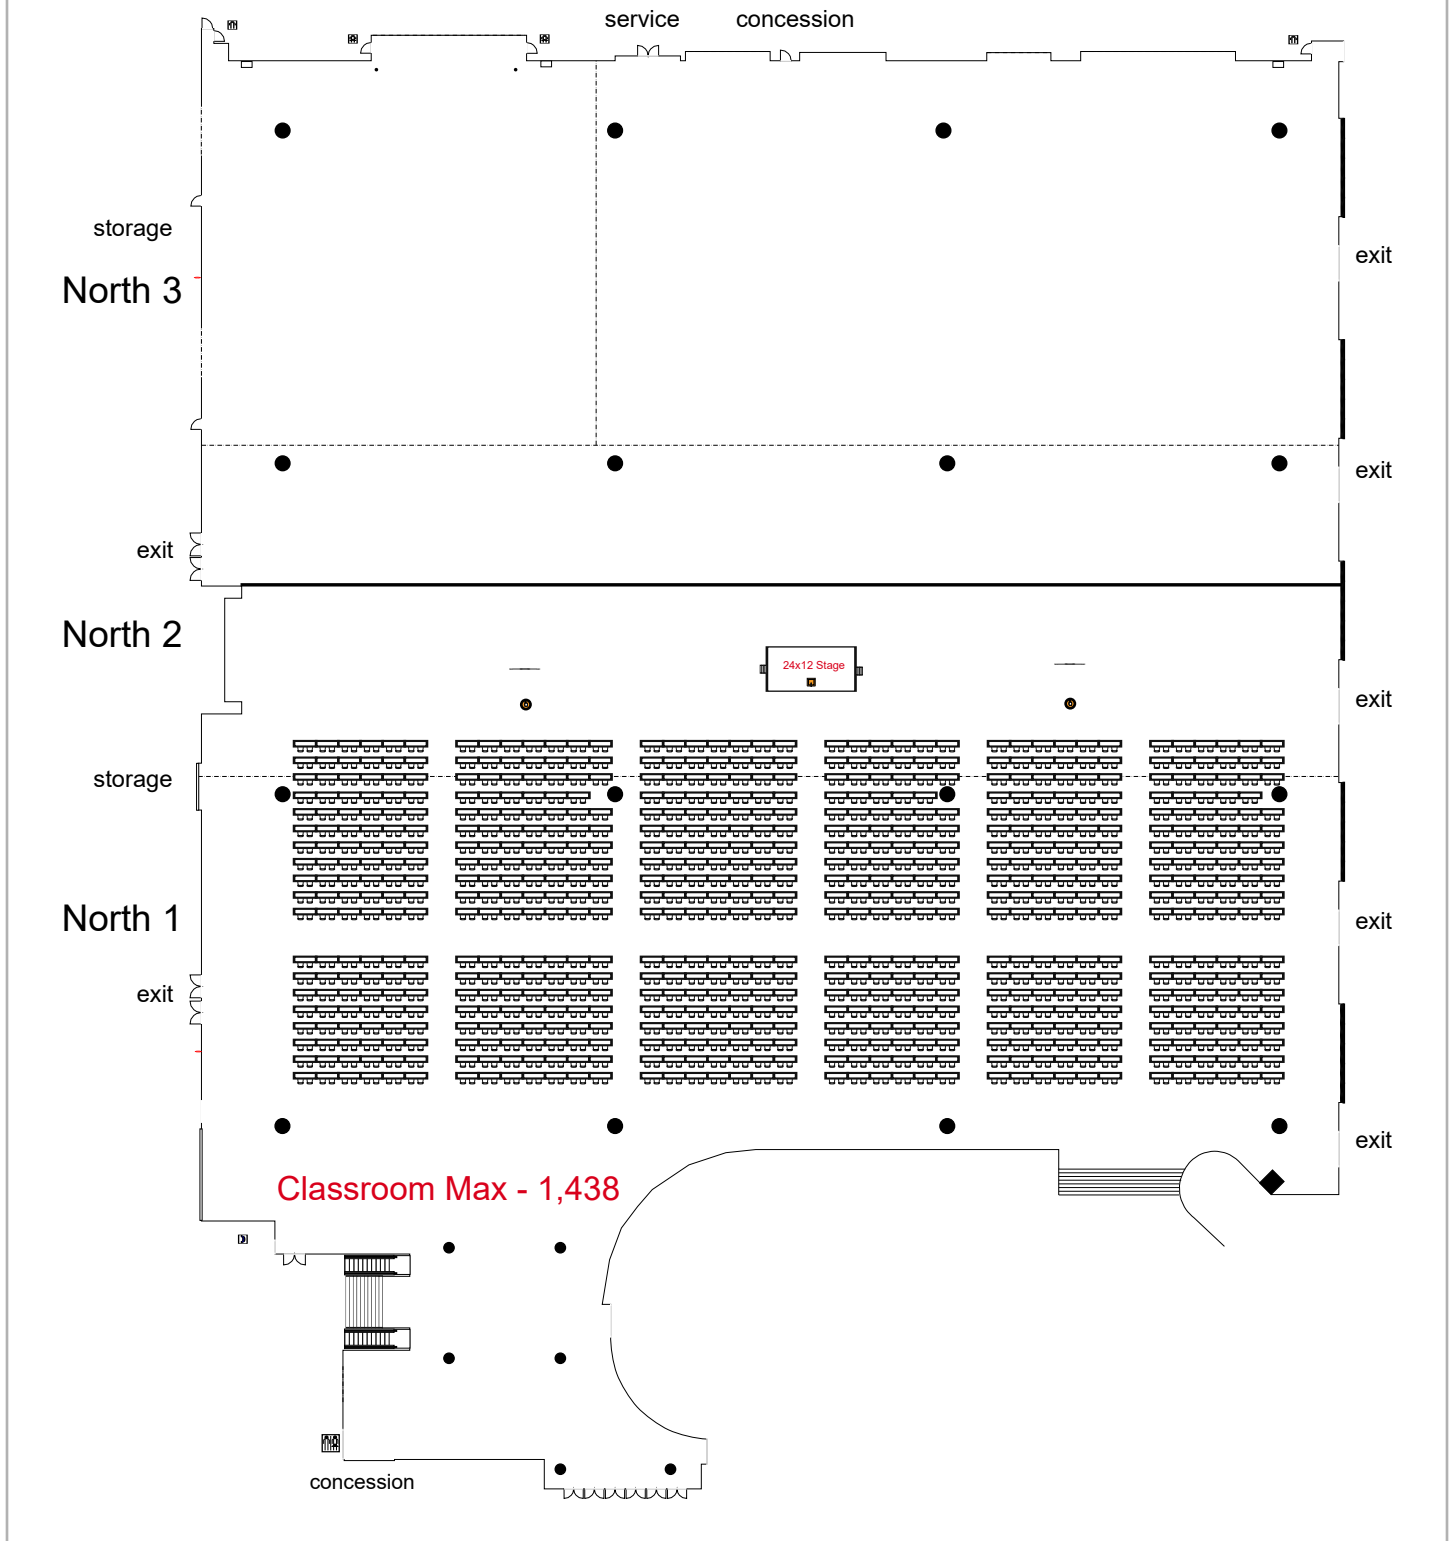 service concession
storage
exit
North 3
exit
exit
North 2
24x12 Stage
exit
storage
North 1
exit
exit
exit
Classroom Max - 1,438
concession